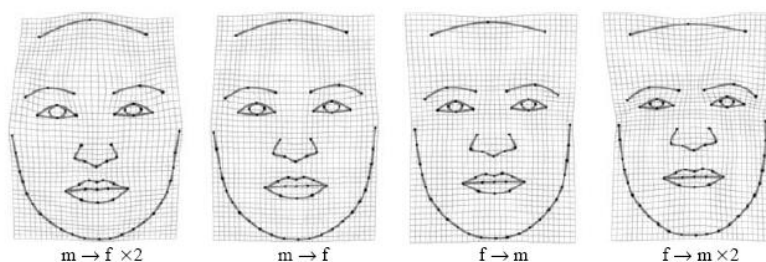 m → f ×2
m → f
f → m
f → m ×2